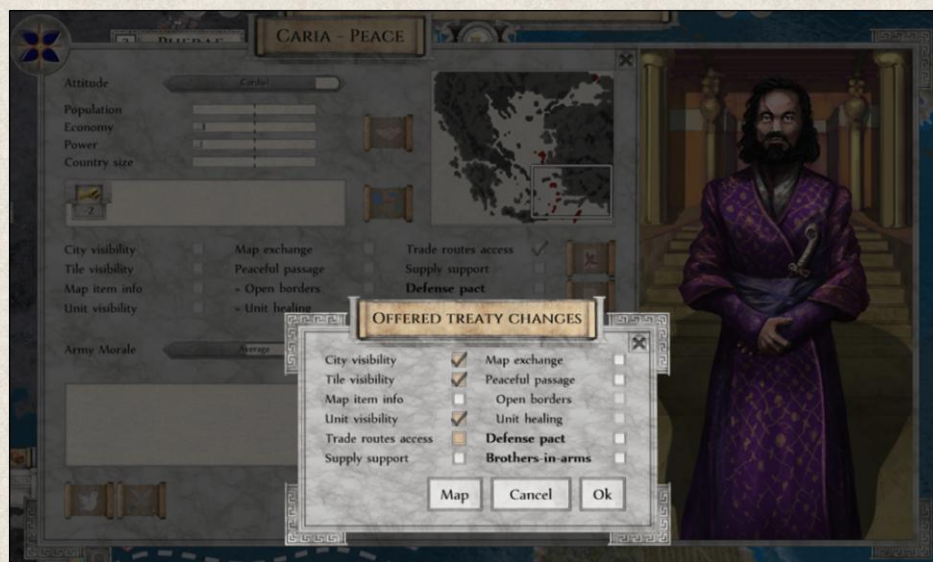 CARIA - PEACE
Attitude
Cordial
Population
Economy
Power
Country size
-2
City visibility
Map exchange
Trade routes access
Tile visibility
Peaceful passage
Supply support
Map item info
- Open borders
Defense pact
Unit visibility
- Unit healing
Army Morale
Average
OFFERED TREATY CHANGES
City visibility
Map exchange
Tile visibility
Peaceful passage
Map item info
Open borders
Unit visibility
Unit healing
Trade routes access
Defense pact
Supply support
Brothers-in-arms
Map
Cancel
Ok